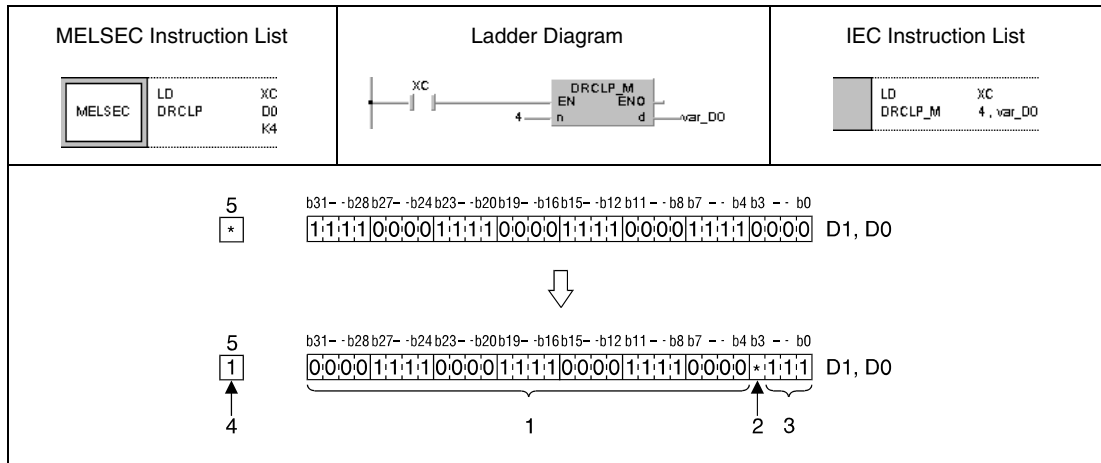 MELSEC Instruction List
Ladder Diagram
IEC Instruction List
MELSEC
LD XC
DRCLP D0
K4
XC
DRCLP_M
EN ENO
4 n d var_D0
LD XC
DRCLP_M 4 , var_D0
5
b31- -b28 b27- -b24 b23- -b20 b19- -b16 b15- -b12 b11 - - b8 b7 - - b4 b3 - - b0
* 1 1 1 1 0 0 0 0 1 1 1 1 0 0 0 0 1 1 1 1 0 0 0 0 1 1 1 1 0 0 0 0 D1, D0
5
b31- -b28 b27- -b24 b23- -b20 b19- -b16 b15- -b12 b11 - - b8 b7 - - b4 b3 - - b0
1 0 0 0 0 1 1 1 1 0 0 0 0 1 1 1 1 0 0 0 0 1 1 1 1 0 0 0 0 * 1 1 1 D1, D0
4 1 2 3